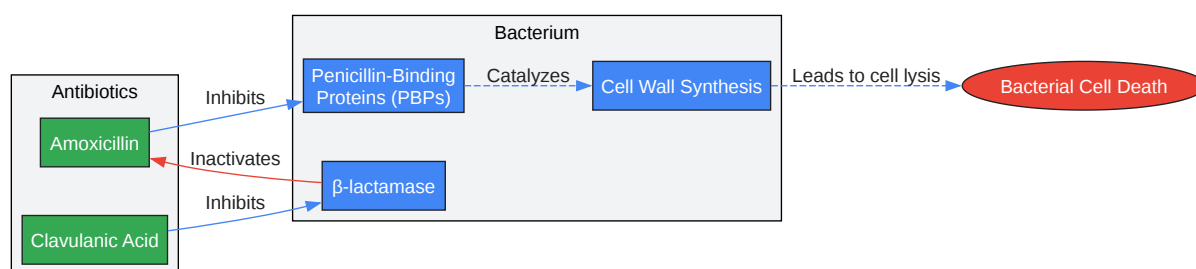 Bacterium
Antibiotics
Penicillin-Binding
Proteins (PBPs)
Catalyzes
Cell Wall Synthesis
Leads to cell lysis
Bacterial Cell Death
Inhibits
Amoxicillin
Inactivates
β-lactamase
Inhibits
Clavulanic Acid